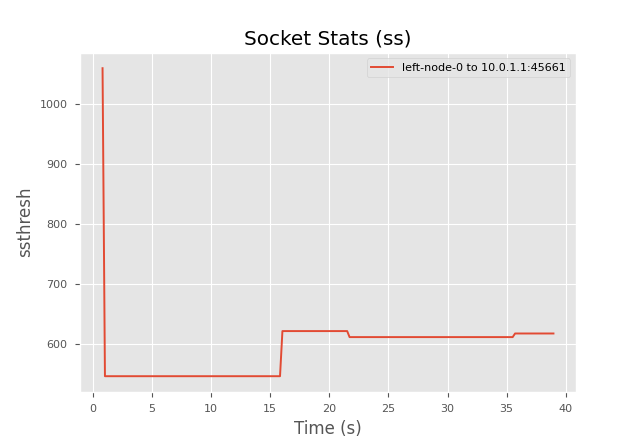 Socket Stats (ss)
left-node-0 to 10.0.1.1:45661
ssthresh
1000
900
800
700
600
0 5 10 15 20 25 30 35 40
Time (s)